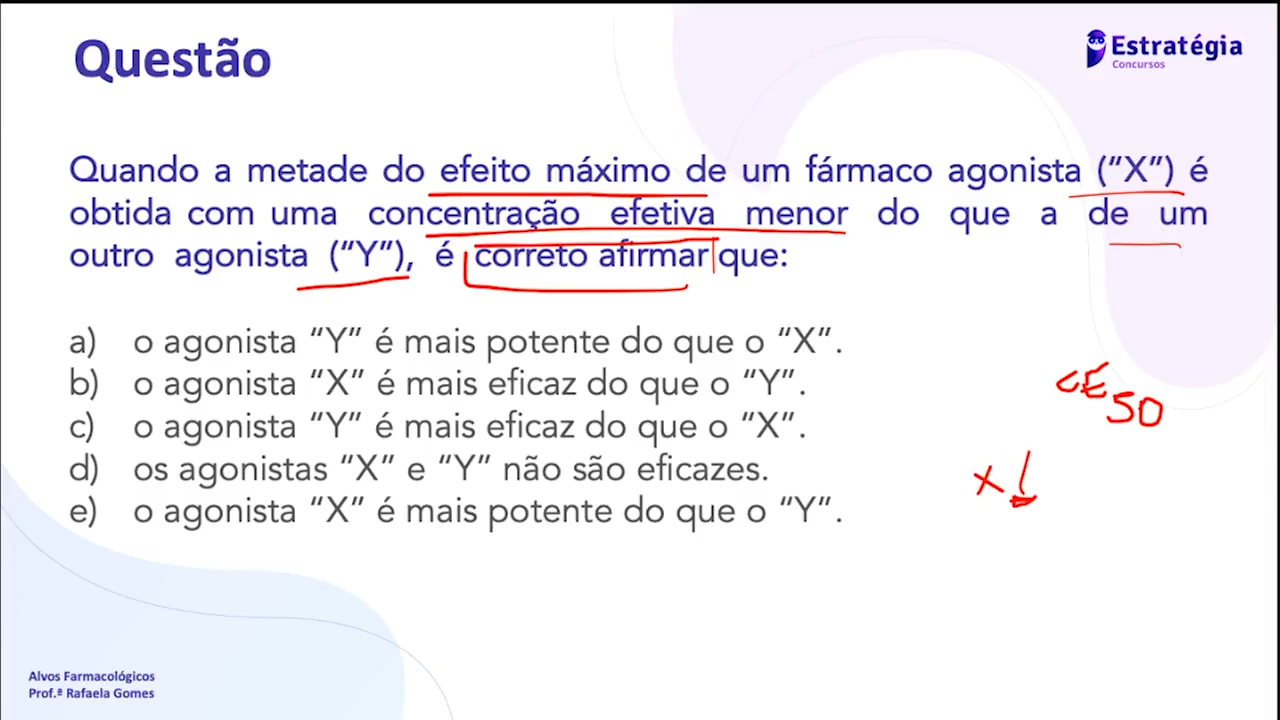 Questão
Estratégia
Concursos
Quando a metade do efeito máximo de um fármaco agonista (“X”) é
obtida com uma concentração efetiva menor do que a de um
outro agonista (“Y”), é correto afirmar que:
a) o agonista “Y” é mais potente do que o “X”.
b) o agonista “X” é mais eficaz do que o “Y”.
c) o agonista “Y” é mais eficaz do que o “X”.
d) os agonistas “X” e “Y” não são eficazes.
e) o agonista “X” é mais potente do que o “Y”.
CE50
X↓
Alvos Farmacológicos
Prof.ª Rafaela Gomes